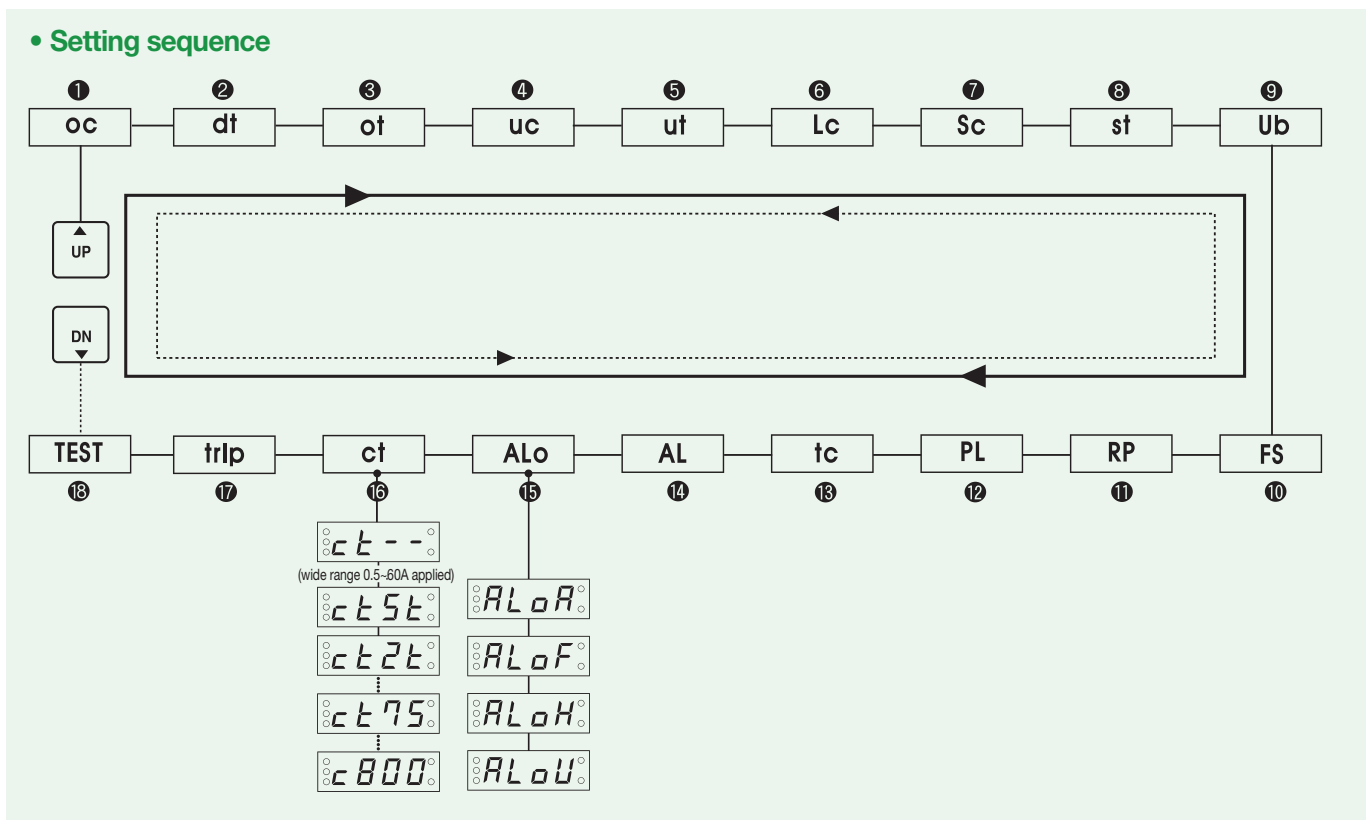 • Setting sequence
❶ ❷ ❸ ❹ ❺ ❻ ❼ ❽ ❾
oc dt ot uc ut Lc Sc st Ub
UP
DN
TEST trIp ct ALo AL tc PL RP FS
⓲ ⓱ ⓰ ⓯ ⓮ ⓭ ⓬ ⓫ ❿
ct--
(wide range 0.5~60A applied)
ct5t
ALoA
ct2t
ALoF
ct75
ALoH
c800
ALoU